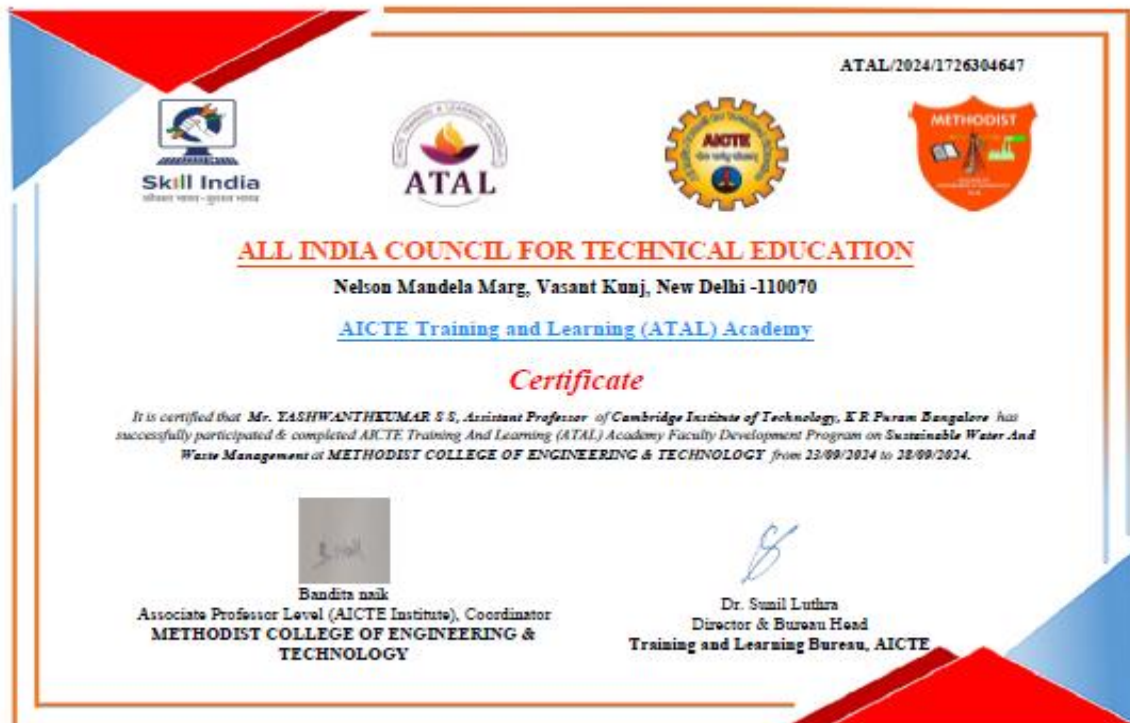 ATAL/2024/1726304647
Skill India
ATAL
AICTE
METHODIST
ALL INDIA COUNCIL FOR TECHNICAL EDUCATION
Nelson Mandela Marg, Vasant Kunj, New Delhi -110070
AICTE Training and Learning (ATAL) Academy
Certificate
It is certified that Mr. YASHWANTHKUMAR S S, Assistant Professor of Cambridge Institute of Technology, K R Puram Bangalore has
successfully participated & completed AICTE Training And Learning (ATAL) Academy Faculty Development Program on Sustainable Water And
Waste Management at METHODIST COLLEGE OF ENGINEERING & TECHNOLOGY from 23/09/2024 to 28/09/2024.
Bandita naik
Associate Professor Level (AICTE Institute), Coordinator
METHODIST COLLEGE OF ENGINEERING &
TECHNOLOGY
Dr. Sunil Luthra
Director & Bureau Head
Training and Learning Bureau, AICTE